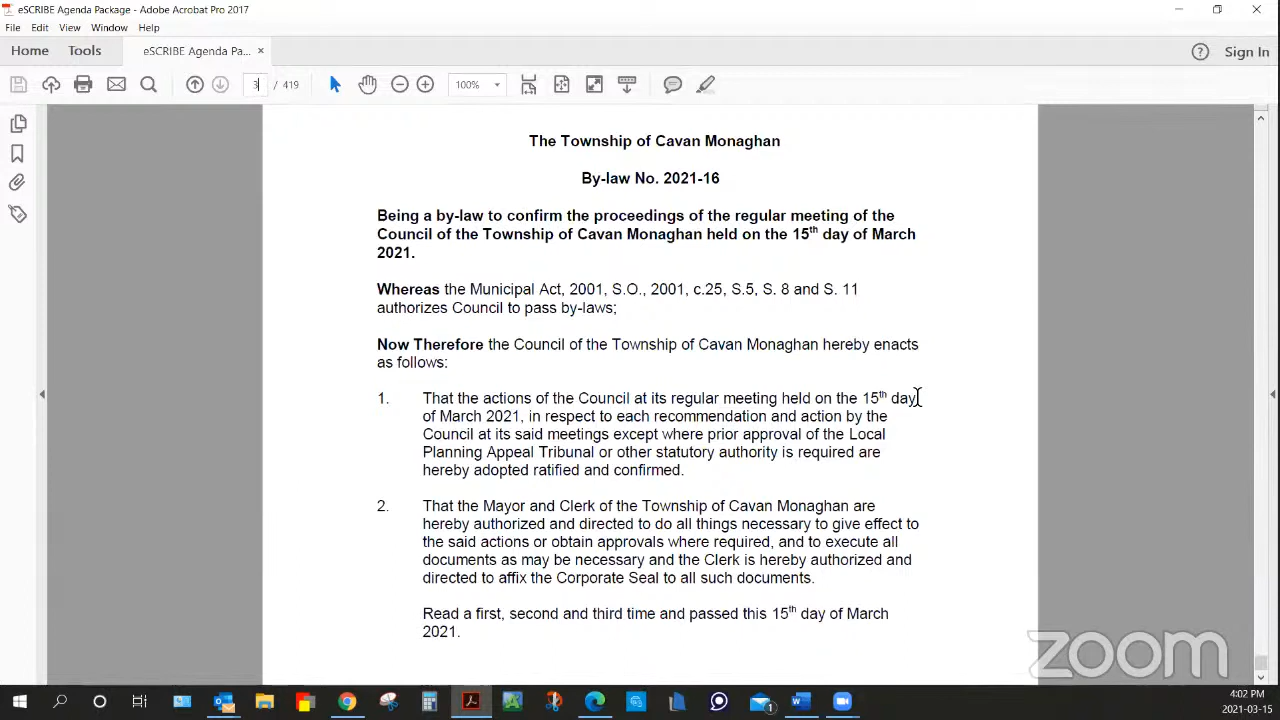 eSCRIBE Agenda Package - Adobe Acrobat Pro 2017
File Edit View Window Help
Home Tools eSCRIBE Agenda Pa... × Sign In
3 / 419 100%
The Township of Cavan Monaghan
By-law No. 2021-16
Being a by-law to confirm the proceedings of the regular meeting of the
Council of the Township of Cavan Monaghan held on the 15th day of March
2021.
Whereas the Municipal Act, 2001, S.O., 2001, c.25, S.5, S. 8 and S. 11
authorizes Council to pass by-laws;
Now Therefore the Council of the Township of Cavan Monaghan hereby enacts
as follows:
1. That the actions of the Council at its regular meeting held on the 15th day
of March 2021, in respect to each recommendation and action by the
Council at its said meetings except where prior approval of the Local
Planning Appeal Tribunal or other statutory authority is required are
hereby adopted ratified and confirmed.
2. That the Mayor and Clerk of the Township of Cavan Monaghan are
hereby authorized and directed to do all things necessary to give effect to
the said actions or obtain approvals where required, and to execute all
documents as may be necessary and the Clerk is hereby authorized and
directed to affix the Corporate Seal to all such documents.
Read a first, second and third time and passed this 15th day of March
2021.
zoom
4:02 PM
2021-03-15